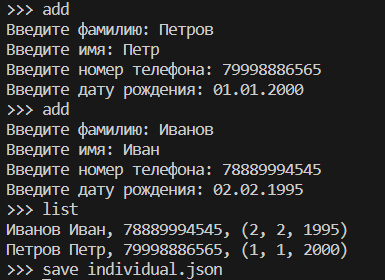 >>> add
Введите фамилию: Петров
Введите имя: Петр
Введите номер телефона: 79998886565
Введите дату рождения: 01.01.2000
>>> add
Введите фамилию: Иванов
Введите имя: Иван
Введите номер телефона: 78889994545
Введите дату рождения: 02.02.1995
>>> list
Иванов Иван, 78889994545, (2, 2, 1995)
Петров Петр, 79998886565, (1, 1, 2000)
>>> save individual.json